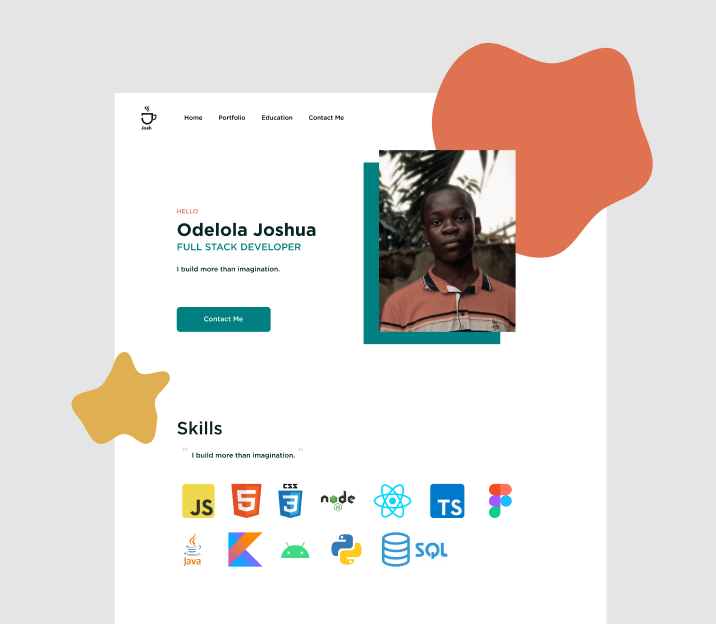 Josh
Home Portfolio Education Contact Me
HELLO
Odelola Joshua
FULL STACK DEVELOPER
I build more than imagination.
Contact Me
Skills
" I build more than imagination. "
JS
5
CSS
3
node
JS
TS
Java
SQL